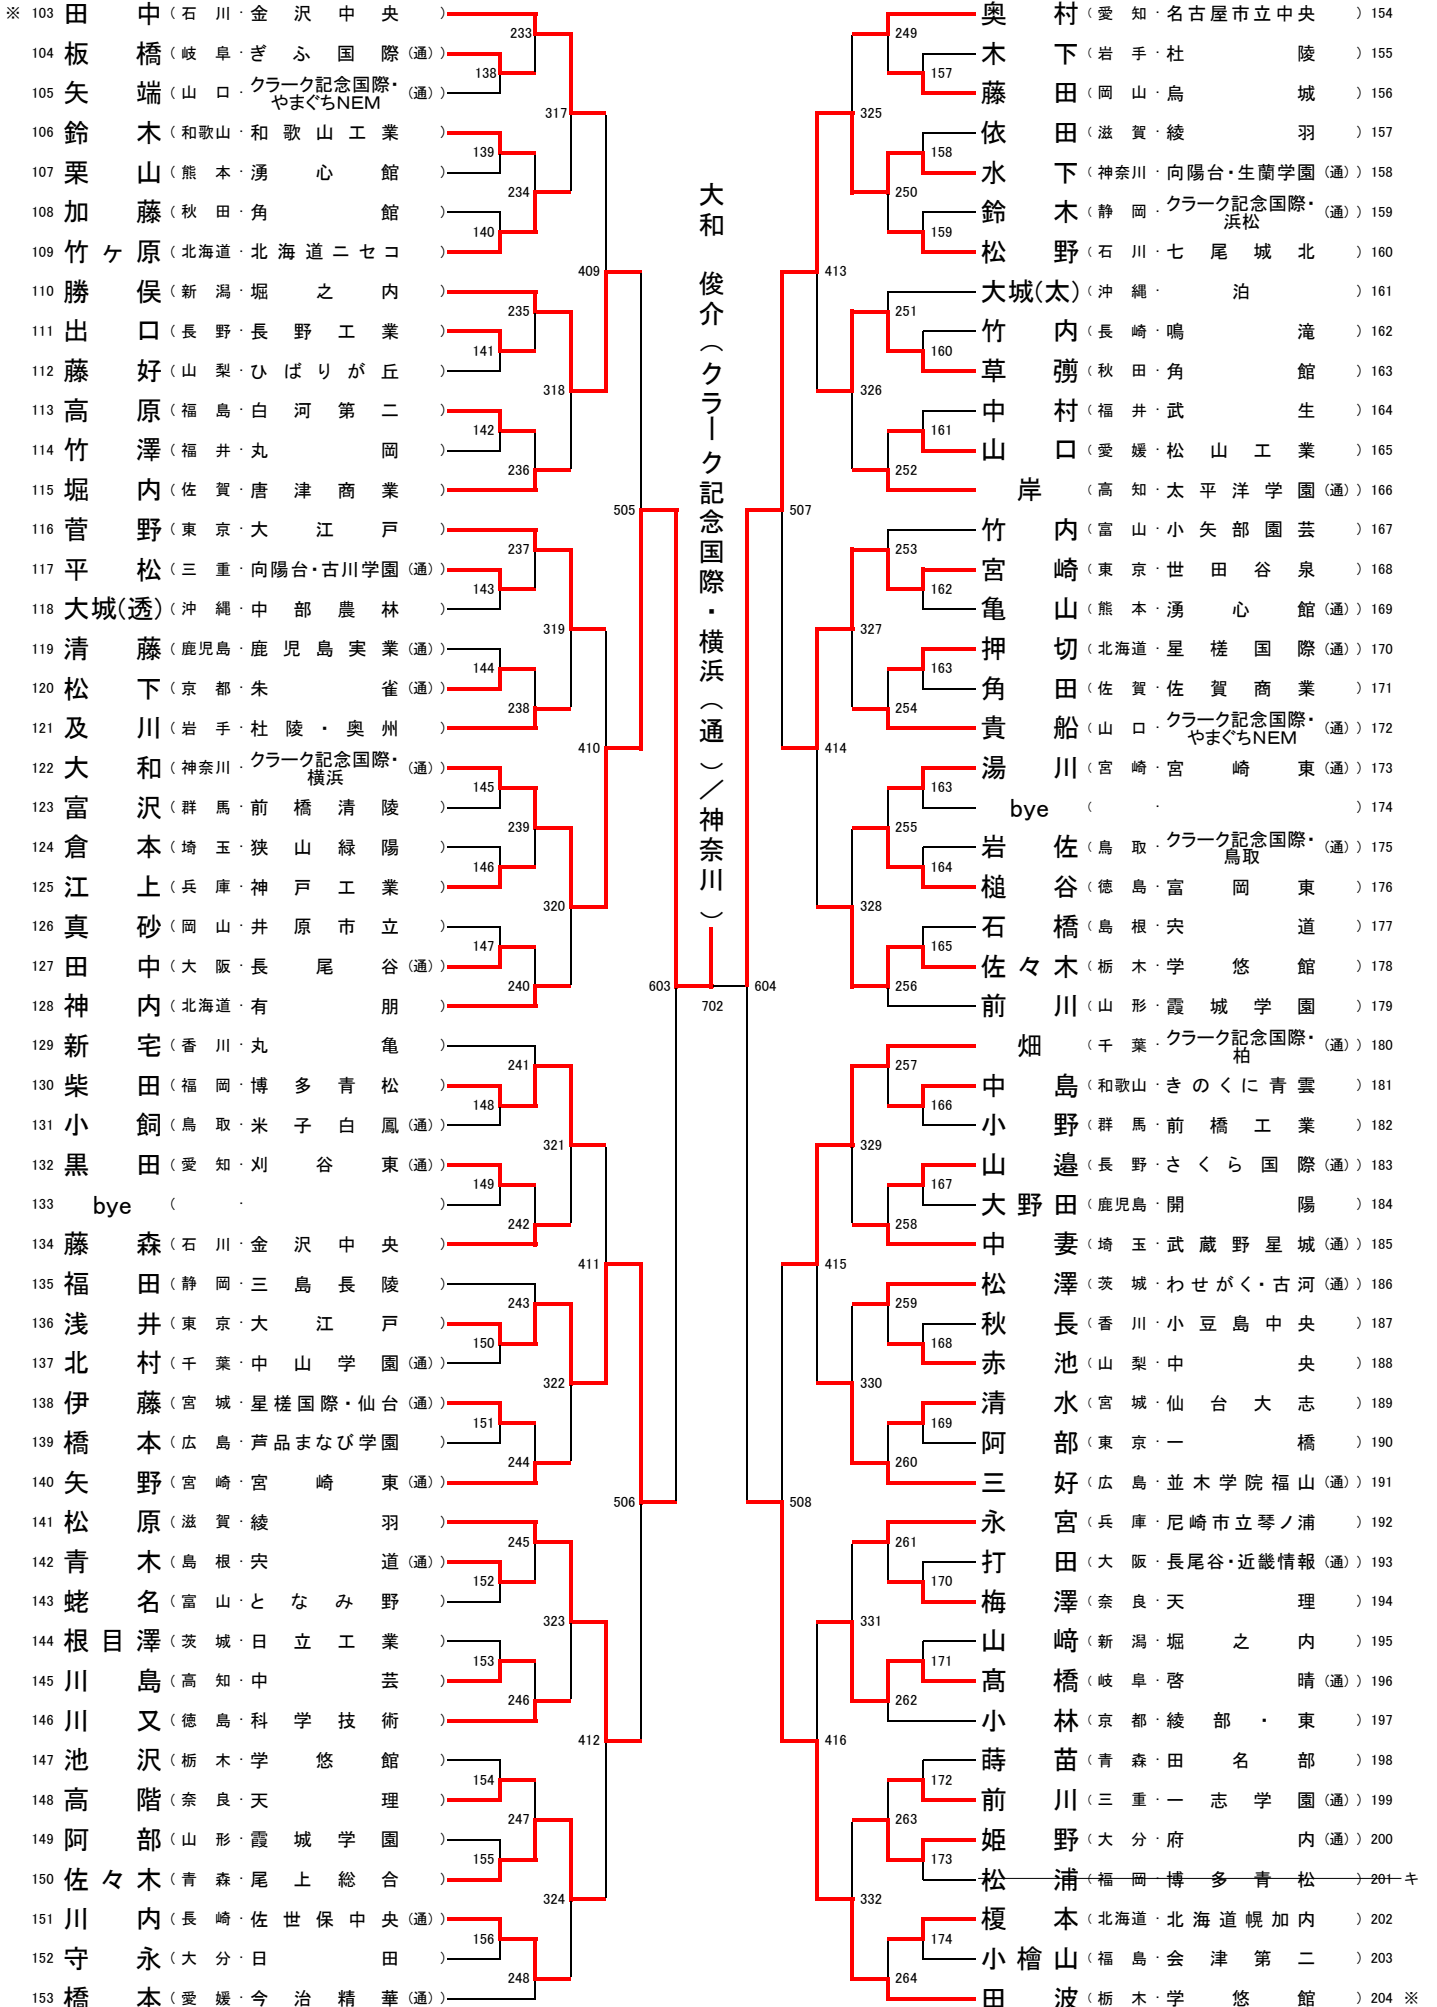 ※ 103 田中 (石川・金沢中央)
104 板橋 (岐阜・ぎふ国際(通))
105 矢端 (山口・クラーク記念国際・やまぐちNEM(通))
106 鈴木 (和歌山・和歌山工業)
107 栗山 (熊本・湧心館)
108 加藤 (秋田・角館)
109 竹ヶ原 (北海道・北海道ニセコ)
110 勝俣 (新潟・堀之内)
111 出口 (長野・長野工業)
112 藤好 (山梨・ひばりが丘)
113 高原 (福島・白河第二)
114 竹澤 (福井・丸岡)
115 堀内 (佐賀・唐津商業)
116 菅野 (東京・大江戸)
117 平松 (三重・向陽台・古川学園(通))
118 大城(透) (沖縄・中部農林)
119 清藤 (鹿児島・鹿児島実業(通))
120 松下 (京都・朱雀(通))
121 及川 (岩手・杜陵・奥州)
122 大和 (神奈川・クラーク記念国際・横浜(通))
123 富沢 (群馬・前橋清陵)
124 倉本 (埼玉・狭山緑陽)
125 江上 (兵庫・神戸工業)
126 真砂 (岡山・井原市立)
127 田中 (大阪・長尾谷(通))
128 神内 (北海道・有朋)
129 新宅 (香川・丸亀)
130 柴田 (福岡・博多青松)
131 小飼 (鳥取・米子白鳳(通))
132 黒田 (愛知・刈谷東(通))
133 bye (・)
134 藤森 (石川・金沢中央)
135 福田 (静岡・三島長陵)
136 浅井 (東京・大江戸)
137 北村 (千葉・中山学園(通))
138 伊藤 (宮城・星槎国際・仙台(通))
139 橋本 (広島・芦品まなび学園)
140 矢野 (宮崎・宮崎東(通))
141 松原 (滋賀・綾羽)
142 青木 (島根・宍道(通))
143 蛯名 (富山・となみ野)
144 根目澤 (茨城・日立工業)
145 川島 (高知・中芸)
146 川又 (徳島・科学技術)
147 池沢 (栃木・学悠館)
148 高階 (奈良・天理)
149 阿部 (山形・霞城学園)
150 佐々木 (青森・尾上総合)
151 川内 (長崎・佐世保中央(通))
152 守永 (大分・日田)
153 橋本 (愛媛・今治精華(通))
233
138
317
139
234
140
409
235
141
318
142
236
505
237
143
319
144
238
410
145
239
146
320
147
240
603
241
148
321
149
242
411
243
150
322
151
244
506
245
152
323
153
246
412
154
247
155
324
156
248
大和 俊介(クラーク記念国際・横浜(通)/神奈川)
702
249
157
325
158
250
159
413
251
160
326
161
252
507
253
162
327
163
254
414
163
255
164
328
165
256
604
257
166
329
167
258
415
259
168
330
169
260
508
261
170
331
171
262
416
172
263
173
332
174
264
奥村 (愛知・名古屋市立中央) 154
木下 (岩手・杜陵) 155
藤田 (岡山・烏城) 156
依田 (滋賀・綾羽) 157
水下 (神奈川・向陽台・生蘭学園(通)) 158
鈴木 (静岡・クラーク記念国際・浜松(通)) 159
松野 (石川・七尾城北) 160
大城(太) (沖縄・泊) 161
竹内 (長崎・鳴滝) 162
草彅 (秋田・角館) 163
中村 (福井・武生) 164
山口 (愛媛・松山工業) 165
岸 (高知・太平洋学園(通)) 166
竹内 (富山・小矢部園芸) 167
宮崎 (東京・世田谷泉) 168
亀山 (熊本・湧心館(通)) 169
押切 (北海道・星槎国際(通)) 170
角田 (佐賀・佐賀商業) 171
貴船 (山口・クラーク記念国際・やまぐちNEM(通)) 172
湯川 (宮崎・宮崎東(通)) 173
bye (・) 174
岩佐 (鳥取・クラーク記念国際・鳥取(通)) 175
槌谷 (徳島・富岡東) 176
石橋 (島根・宍道) 177
佐々木 (栃木・学悠館) 178
前川 (山形・霞城学園) 179
畑 (千葉・クラーク記念国際・柏(通)) 180
中島 (和歌山・きのくに青雲) 181
小野 (群馬・前橋工業) 182
山邉 (長野・さくら国際(通)) 183
大野田 (鹿児島・開陽) 184
中妻 (埼玉・武蔵野星城(通)) 185
松澤 (茨城・わせがく・古河(通)) 186
秋長 (香川・小豆島中央) 187
赤池 (山梨・中央) 188
清水 (宮城・仙台大志) 189
阿部 (東京・一橋) 190
三好 (広島・並木学院福山(通)) 191
永宮 (兵庫・尼崎市立琴ノ浦) 192
打田 (大阪・長尾谷・近畿情報(通)) 193
梅澤 (奈良・天理) 194
山﨑 (新潟・堀之内) 195
髙橋 (岐阜・啓晴(通)) 196
小林 (京都・綾部・東) 197
蒔苗 (青森・田名部) 198
前川 (三重・一志学園(通)) 199
姫野 (大分・府内(通)) 200
松浦 (福岡・博多青松) 201 キ
榎本 (北海道・北海道幌加内) 202
小檜山 (福島・会津第二) 203
田波 (栃木・学悠館) 204 ※